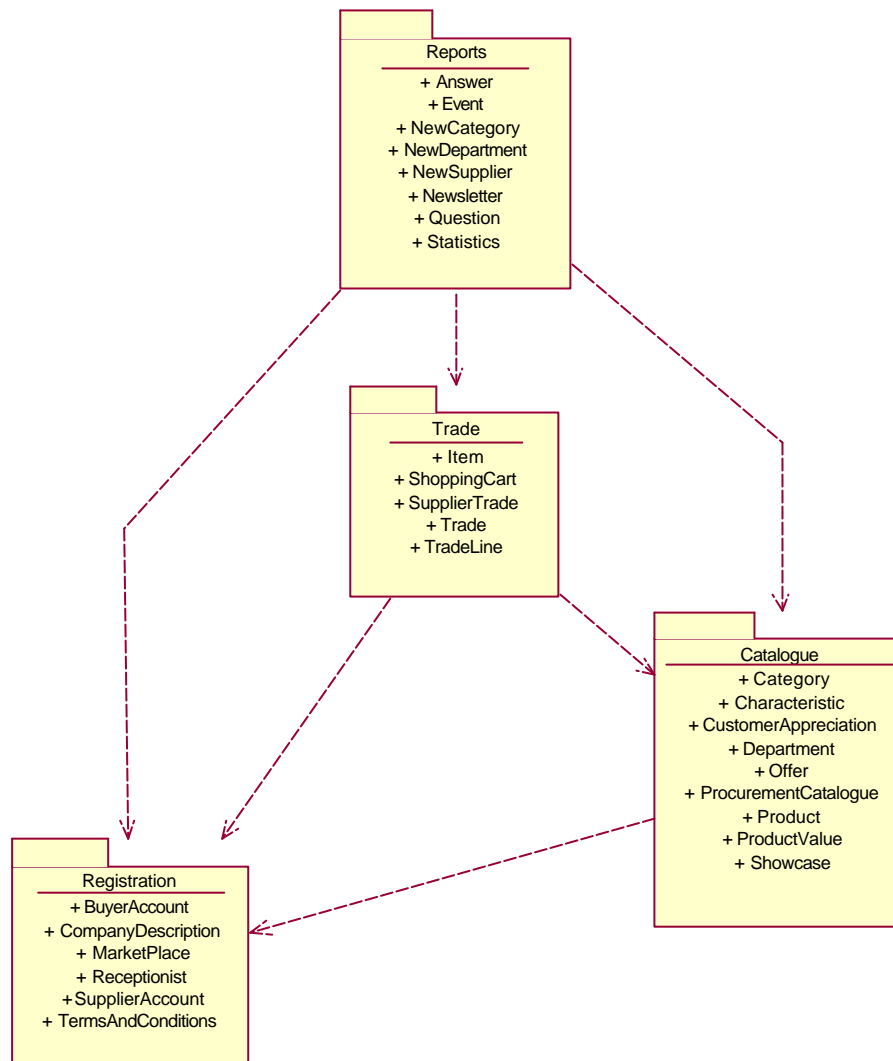 Reports
+ Answer
+ Event
+ NewCategory
+ NewDepartment
+ NewSupplier
+ Newsletter
+ Question
+ Statistics
Trade
+ Item
+ ShoppingCart
+ SupplierTrade
+ Trade
+ TradeLine
Catalogue
+ Category
+ Characteristic
+ CustomerAppreciation
+ Department
+ Offer
+ ProcurementCatalogue
+ Product
+ ProductValue
+ Showcase
Registration
+ BuyerAccount
+ CompanyDescription
+ MarketPlace
+ Receptionist
+SupplierAccount
+ TermsAndConditions